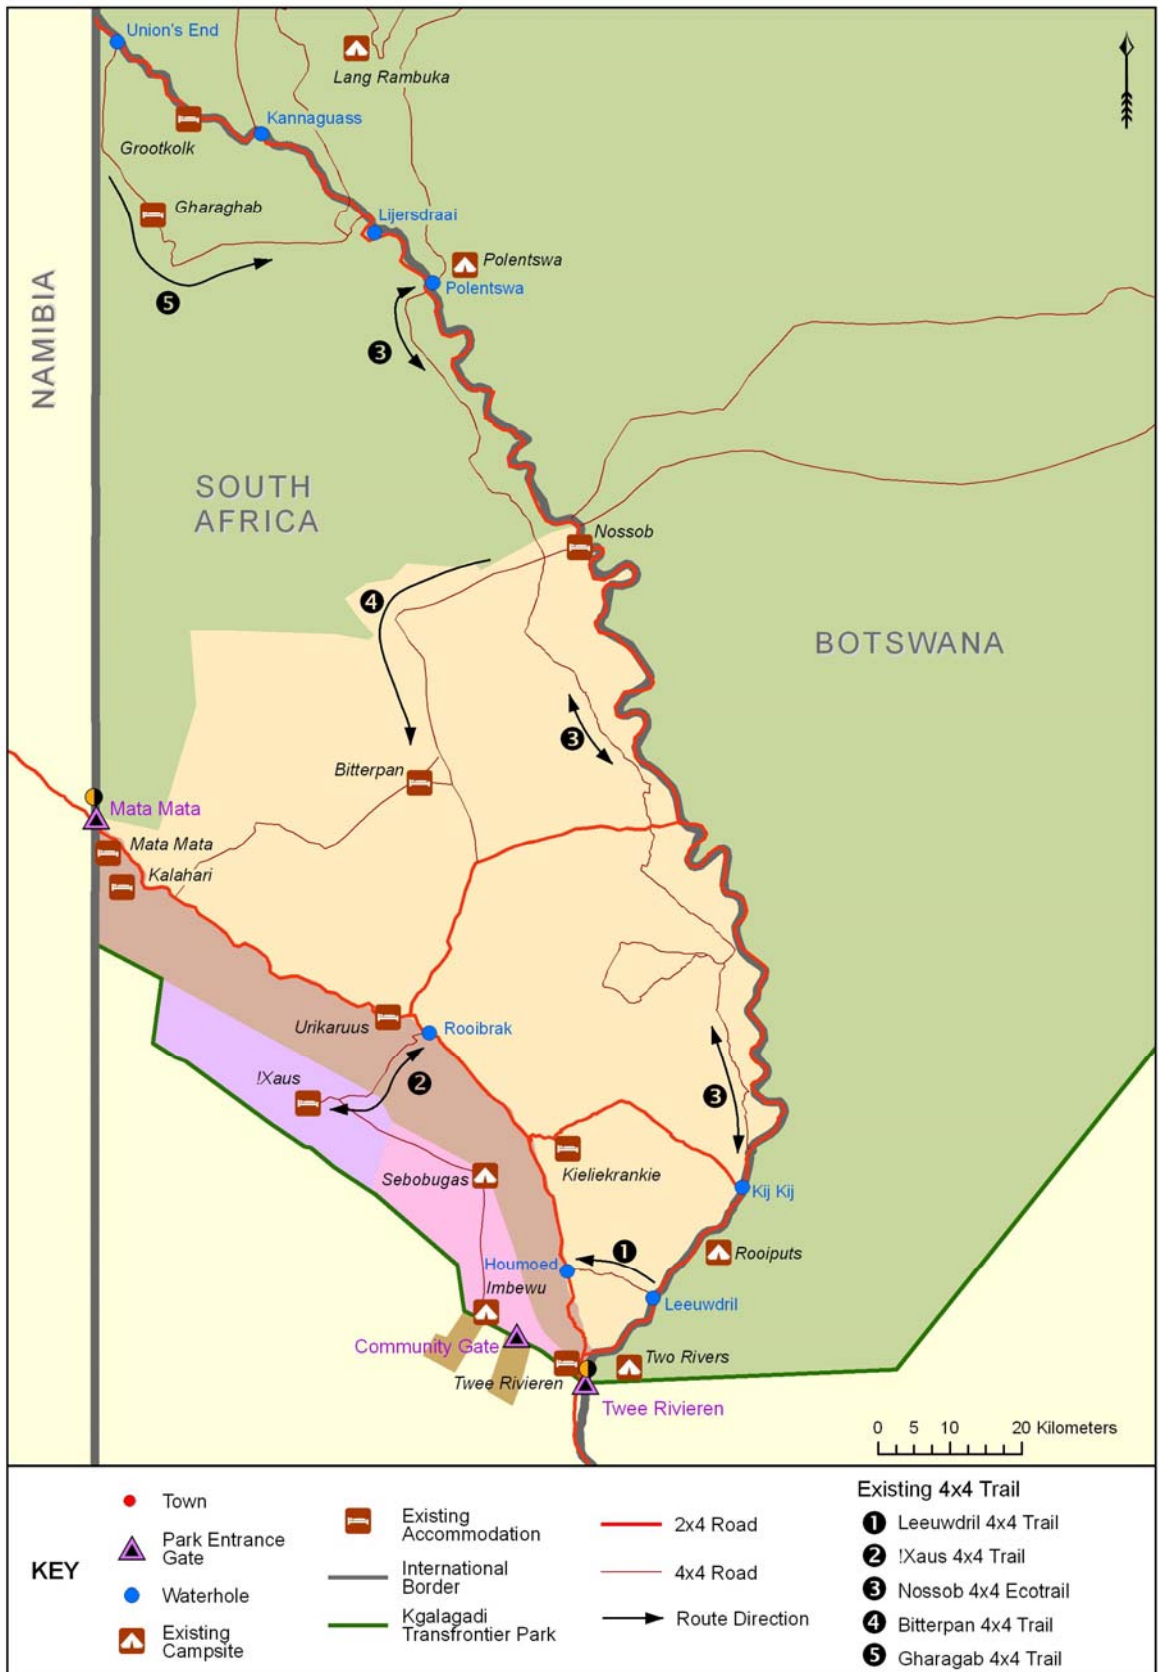 Union's End
Lang Rambuka
Kannaguass
Grootkolk
Gharaghab
Lijersdraai
Polentswa
Polentswa
5
3
NAMIBIA
SOUTH
AFRICA
Nossob
4
BOTSWANA
3
Bitterpan
Mata Mata
Mata Mata
Kalahari
Urikaruus
Rooibrak
!Xaus
2
3
Sebobugas
Kieliekrankie
Kij Kij
1
Rooiputs
Houmoed
Imbewu
Leeuwdril
Community Gate
Two Rivers
Twee Rivieren
Twee Rivieren
0 5 10 20 Kilometers
KEY
Town
Park Entrance
Gate
Waterhole
Existing
Campsite
Existing
Accommodation
International
Border
Kgalagadi
Transfrontier Park
2x4 Road
4x4 Road
Route Direction
Existing 4x4 Trail
1 Leeuwdril 4x4 Trail
2 !Xaus 4x4 Trail
3 Nossob 4x4 Ecotrail
4 Bitterpan 4x4 Trail
5 Gharagab 4x4 Trail